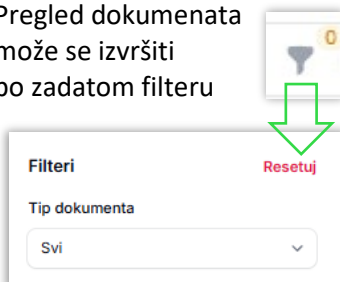 Pregled dokumenata
može se izvršiti
po zadatom filteru
0
Filteri
Resetuj
Tip dokumenta
Svi